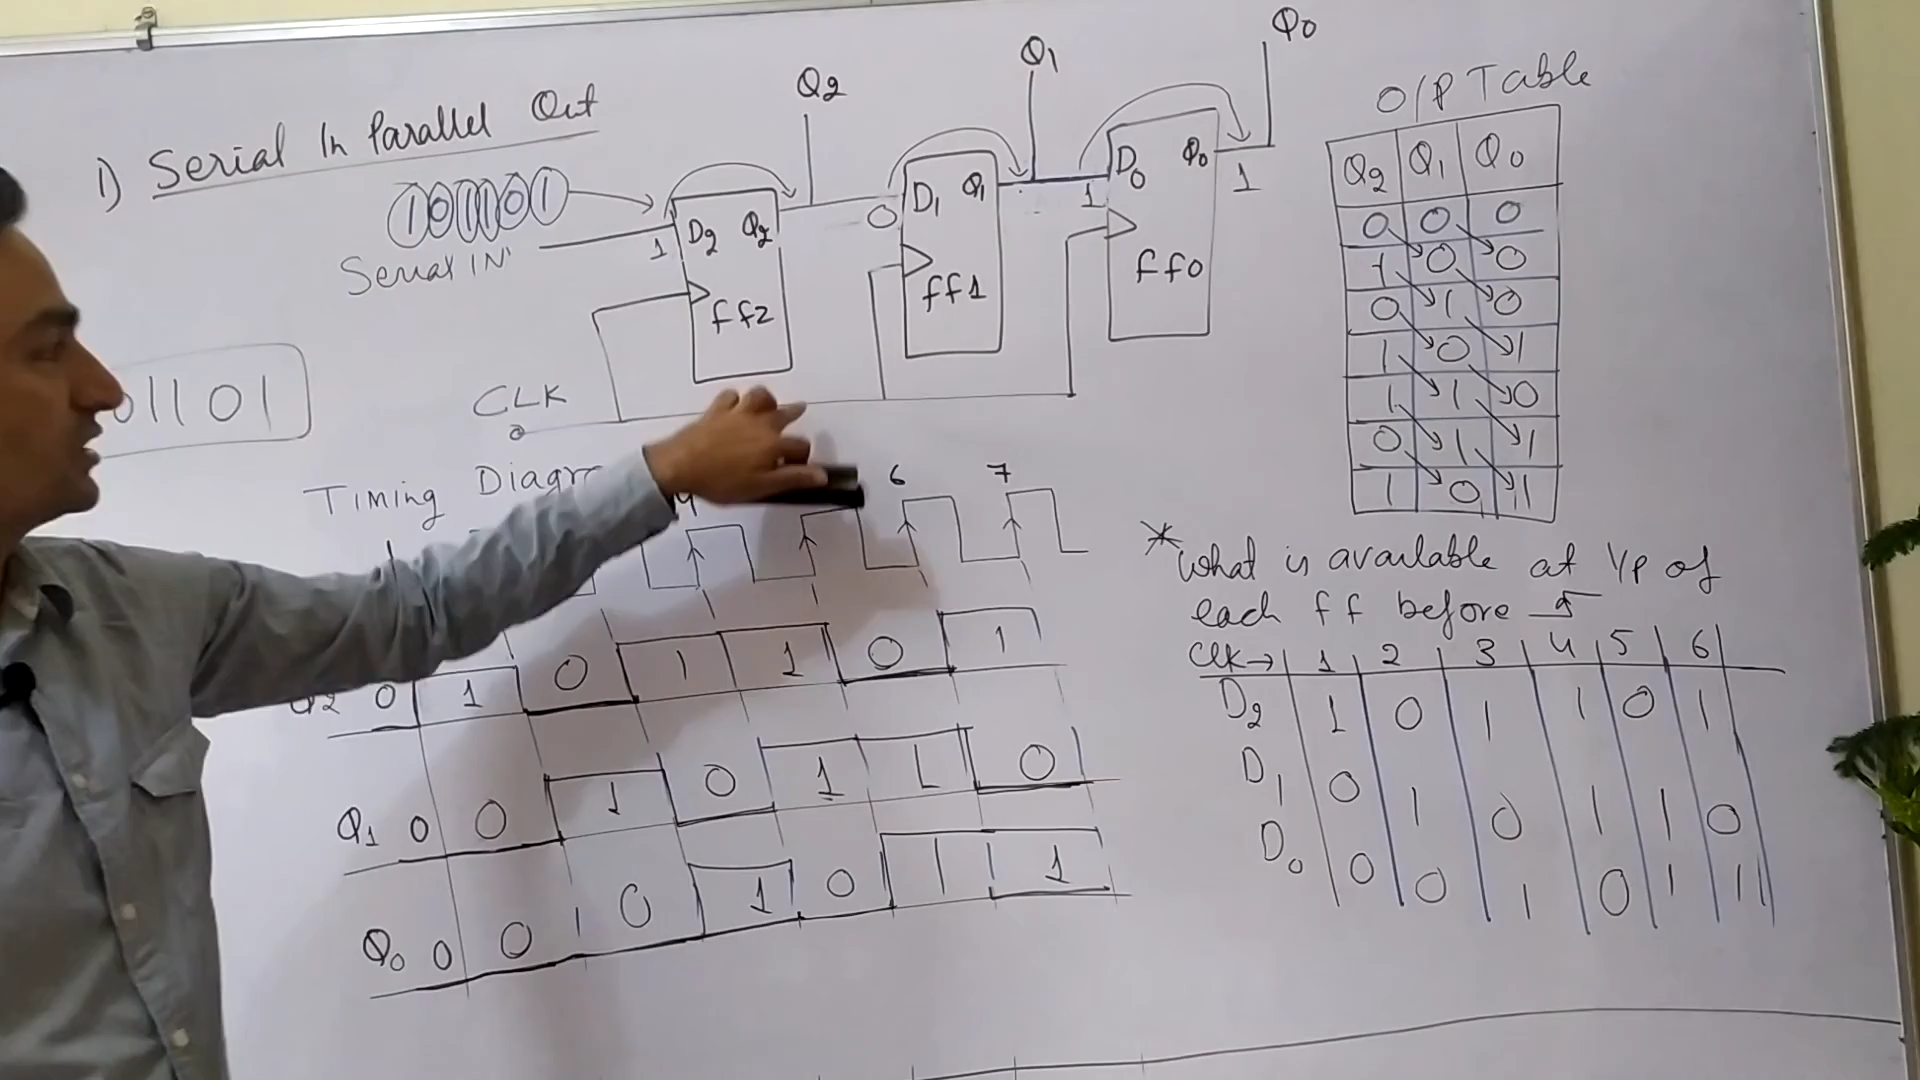 1) Serial In Parallel Out
101101
Serial IN
1
D2 Q2
ff2
Q2
0
D1 Q1
ff1
Q1
1
D0 Q0
ff0
Q0
1
CLK
01101
O/P Table
Q2 Q1 Q0
0 0 0
1 0 0
0 1 0
1 0 1
1 1 0
0 1 1
1 0 1
Timing Diagr
4 6 7
Q2 0 1 0 1 1 0 1
Q1 0 0 1 0 1 1 0
Q0 0 0 0 1 0 1 1
* What is available at I/P of
each ff before
Clk→ 1 2 3 4 5 6
D2 1 0 1 1 0 1
D1 0 1 0 1 1 0
D0 0 0 1 0 1 1